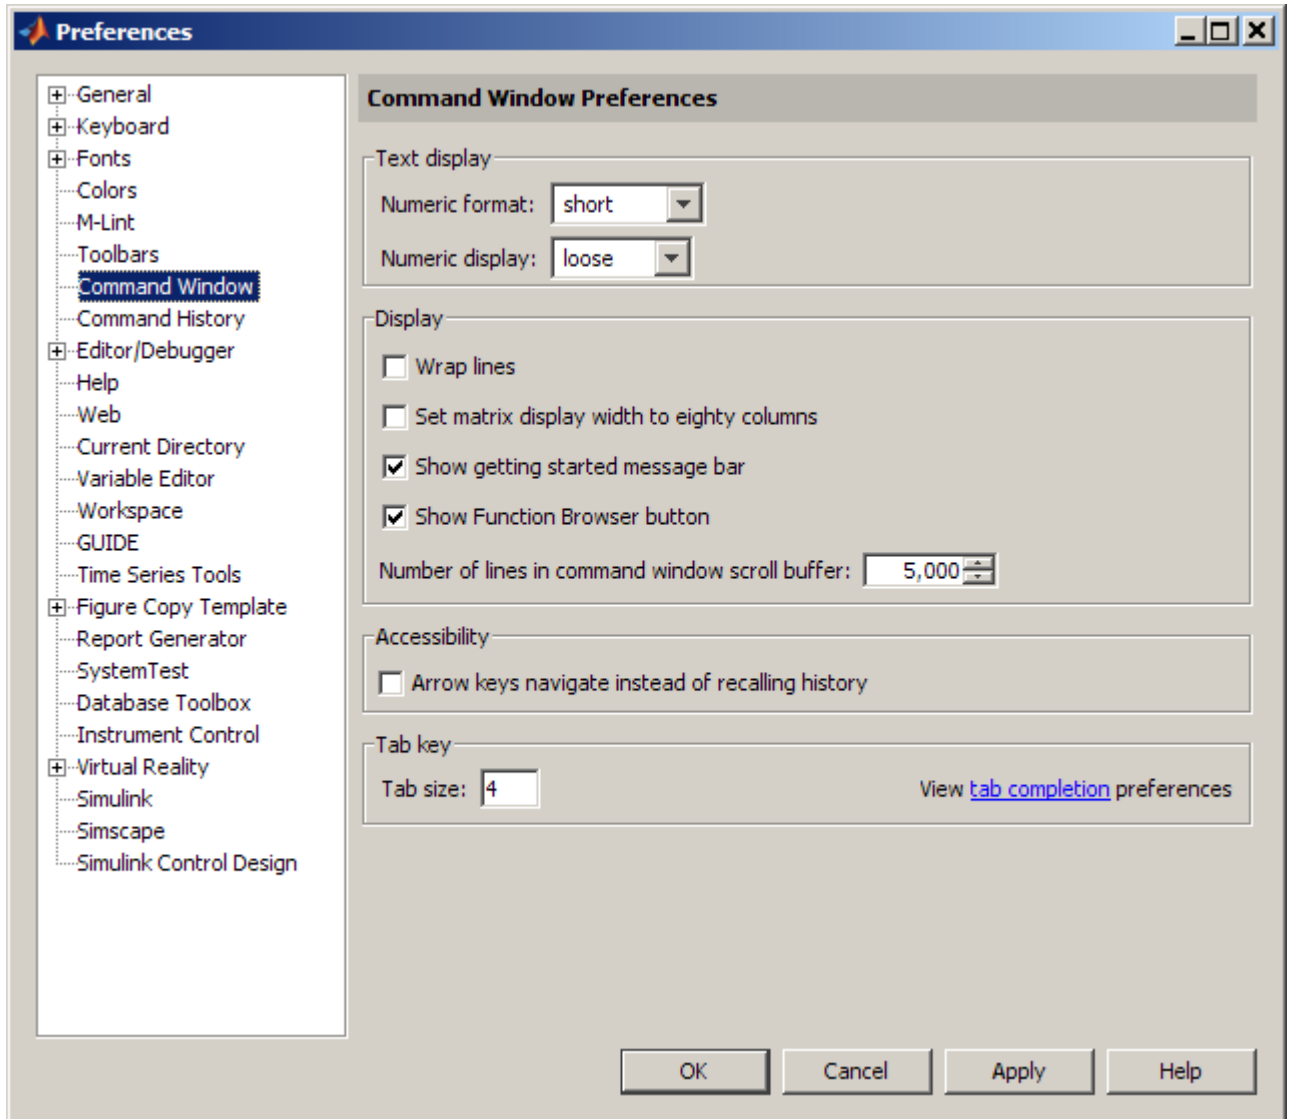 Preferences
General
Keyboard
Fonts
Colors
M-Lint
Toolbars
Command Window
Command History
Editor/Debugger
Help
Web
Current Directory
Variable Editor
Workspace
GUIDE
Time Series Tools
Figure Copy Template
Report Generator
SystemTest
Database Toolbox
Instrument Control
Virtual Reality
Simulink
Simscape
Simulink Control Design
Command Window Preferences
Text display
Numeric format: short
Numeric display: loose
Display
Wrap lines
Set matrix display width to eighty columns
Show getting started message bar
Show Function Browser button
Number of lines in command window scroll buffer: 5,000
Accessibility
Arrow keys navigate instead of recalling history
Tab key
Tab size: 4 View tab completion preferences
OK Cancel Apply Help